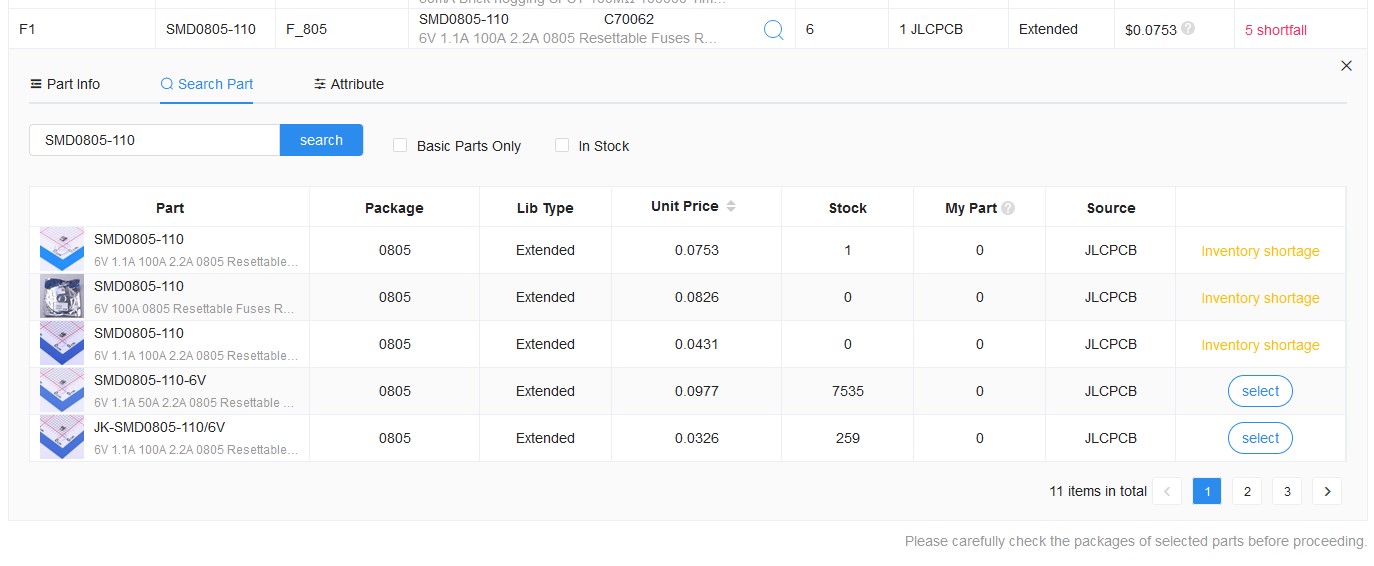 F1 SMD0805-110 F_805 SMD0805-110 C70062 6 1 JLCPCB Extended $0.0753 ? 5 shortfall
6V 1.1A 100A 2.2A 0805 Resettable Fuses R...
Part Info Search Part Attribute
SMD0805-110 search Basic Parts Only In Stock
Part Package Lib Type Unit Price Stock My Part ? Source
SMD0805-110 0805 Extended 0.0753 1 0 JLCPCB Inventory shortage
6V 1.1A 100A 2.2A 0805 Resettable...
SMD0805-110 0805 Extended 0.0826 0 0 JLCPCB Inventory shortage
6V 100A 0805 Resettable Fuses R...
SMD0805-110 0805 Extended 0.0431 0 0 JLCPCB Inventory shortage
6V 1.1A 100A 2.2A 0805 Resettable...
SMD0805-110-6V 0805 Extended 0.0977 7535 0 JLCPCB select
6V 1.1A 50A 2.2A 0805 Resettable ...
JK-SMD0805-110/6V 0805 Extended 0.0326 259 0 JLCPCB select
6V 1.1A 100A 2.2A 0805 Resettable...
11 items in total < 1 2 3 >
Please carefully check the packages of selected parts before proceeding.